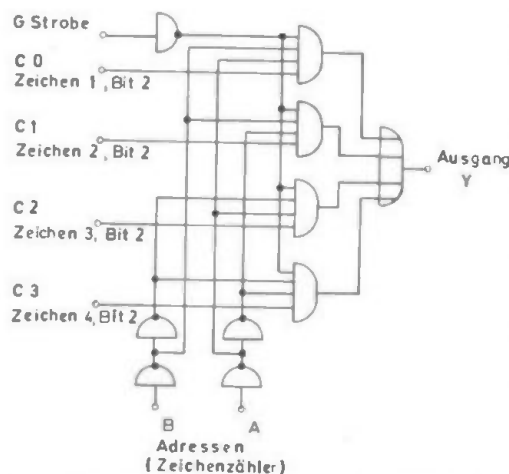 G Strobe
C 0
Zeichen 1, Bit 2
C 1
Zeichen 2, Bit 2
C 2
Zeichen 3, Bit 2
C 3
Zeichen 4, Bit 2
Ausgang
Y
B
A
Adressen
(Zeichenzähler)